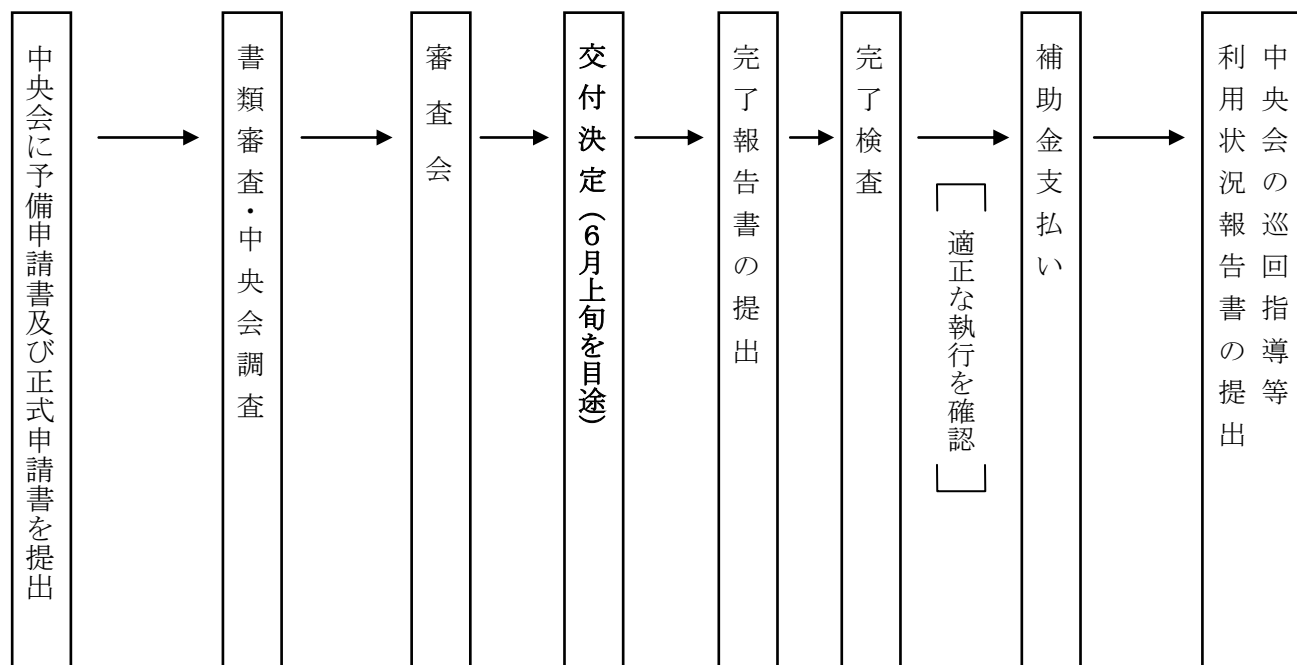 中央会に予備申請書及び正式申請書を提出
書類審査・中央会調査
審査会
交付決定（6月上旬を目途）
完了報告書の提出
完了検査
適正な執行を確認
補助金支払い
中央会の巡回指導等
利用状況報告書の提出